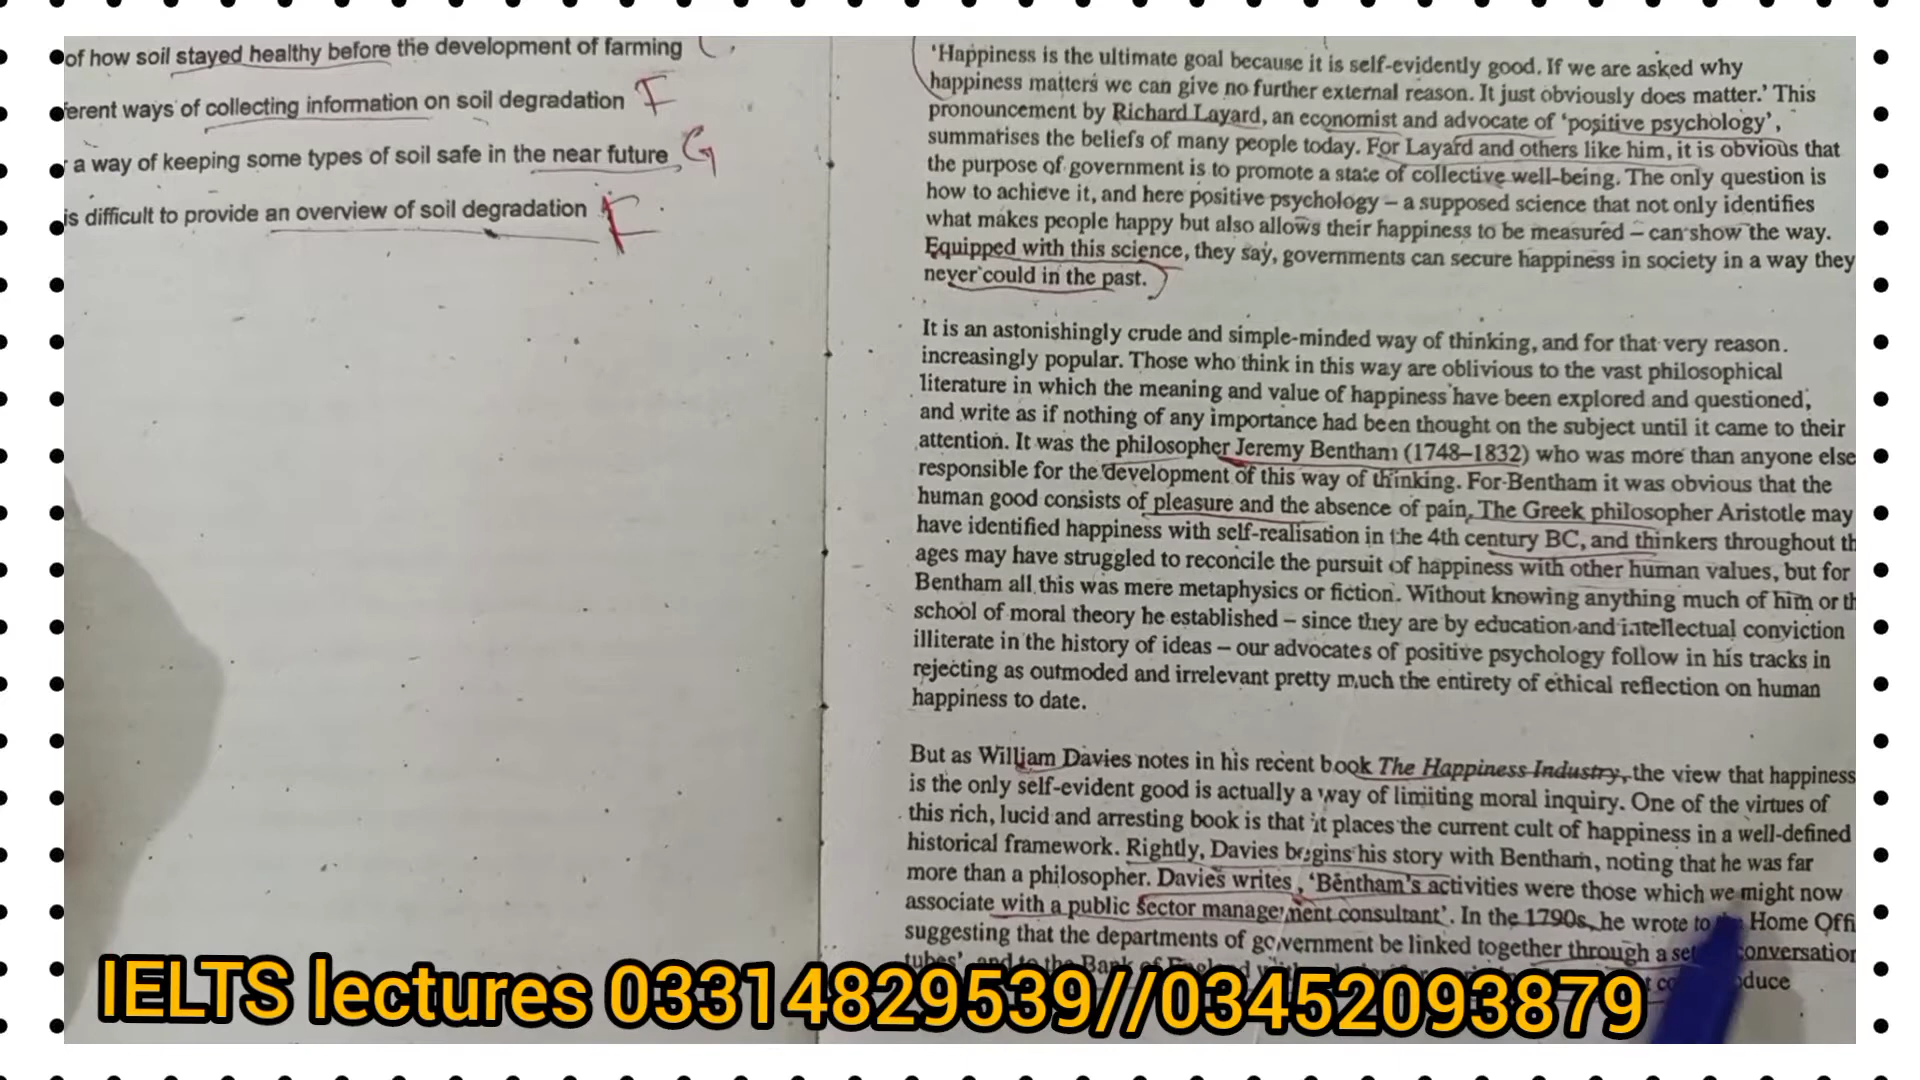 of how soil stayed healthy before the development of farming
erent ways of collecting information on soil degradation F
a way of keeping some types of soil safe in the near future G
is difficult to provide an overview of soil degradation
'Happiness is the ultimate goal because it is self-evidently good. If we are asked why
happiness matters we can give no further external reason. It just obviously does matter.' This
pronouncement by Richard Layard, an economist and advocate of 'positive psychology',
summarises the beliefs of many people today. For Layard and others like him, it is obvious that
the purpose of government is to promote a state of collective well-being. The only question is
how to achieve it, and here positive psychology – a supposed science that not only identifies
what makes people happy but also allows their happiness to be measured – can show the way.
Equipped with this science, they say, governments can secure happiness in society in a way they
never could in the past.
It is an astonishingly crude and simple-minded way of thinking, and for that very reason
increasingly popular. Those who think in this way are oblivious to the vast philosophical
literature in which the meaning and value of happiness have been explored and questioned,
and write as if nothing of any importance had been thought on the subject until it came to their
attention. It was the philosopher Jeremy Bentham (1748–1832) who was more than anyone else
responsible for the development of this way of thinking. For Bentham it was obvious that the
human good consists of pleasure and the absence of pain. The Greek philosopher Aristotle may
have identified happiness with self-realisation in the 4th century BC, and thinkers throughout th
ages may have struggled to reconcile the pursuit of happiness with other human values, but for
Bentham all this was mere metaphysics or fiction. Without knowing anything much of him or th
school of moral theory he established – since they are by education and intellectual conviction
illiterate in the history of ideas – our advocates of positive psychology follow in his tracks in
rejecting as outmoded and irrelevant pretty much the entirety of ethical reflection on human
happiness to date.
But as William Davies notes in his recent book The Happiness Industry, the view that happiness
is the only self-evident good is actually a way of limiting moral inquiry. One of the virtues of
this rich, lucid and arresting book is that it places the current cult of happiness in a well-defined
historical framework. Rightly, Davies begins his story with Bentham, noting that he was far
more than a philosopher. Davies writes, 'Bentham's activities were those which we might now
associate with a public sector management consultant'. In the 1790s, he wrote to Home Offi
suggesting that the departments of government be linked together through a set conversation
tubes', and to the Bank of England duce
IELTS lectures 03314829539//03452093879